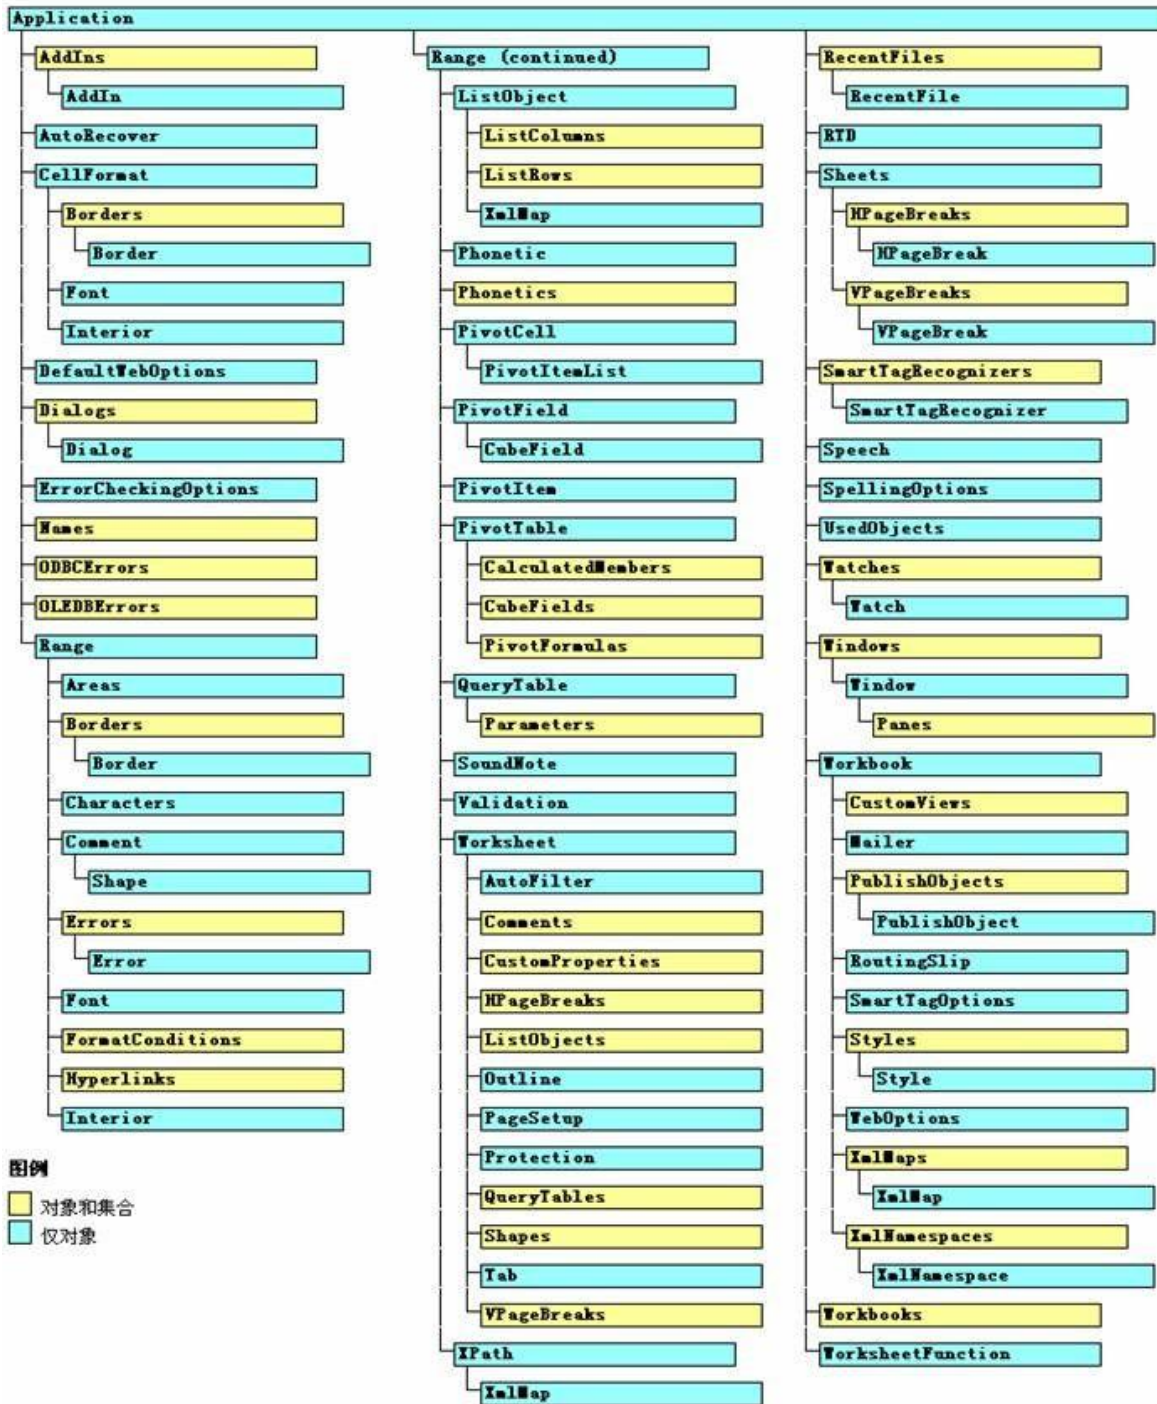 Application
AddIns
AddIn
AutoRecover
CellFormat
Borders
Border
Font
Interior
DefaultWebOptions
Dialogs
Dialog
ErrorCheckingOptions
Names
ODBCErrors
OLEDBErrors
Range
Areas
Borders
Border
Characters
Comment
Shape
Errors
Error
Font
FormatConditions
Hyperlinks
Interior
图例
对象和集合
仅对象
Range (continued)
ListObject
ListColumns
ListRows
XmlMap
Phonetic
Phonetics
PivotCell
PivotItemList
PivotField
CubeField
PivotItem
PivotTable
CalculatedMembers
CubeFields
PivotFormulas
QueryTable
Parameters
SoundNote
Validation
Worksheet
AutoFilter
Comments
CustomProperties
HPageBreaks
ListObjects
Outline
PageSetup
Protection
QueryTables
Shapes
Tab
VPageBreaks
XPath
XmlMap
RecentFiles
RecentFile
RTD
Sheets
HPageBreaks
HPageBreak
VPageBreaks
VPageBreak
SmartTagRecognizers
SmartTagRecognizer
Speech
SpellingOptions
UsedObjects
Watches
Watch
Windows
Window
Panes
Workbook
CustomViews
Mailer
PublishObjects
PublishObject
RoutingSlip
SmartTagOptions
Styles
Style
WebOptions
XmlMaps
XmlMap
XmlNamespaces
XmlNamespace
Workbooks
WorksheetFunction